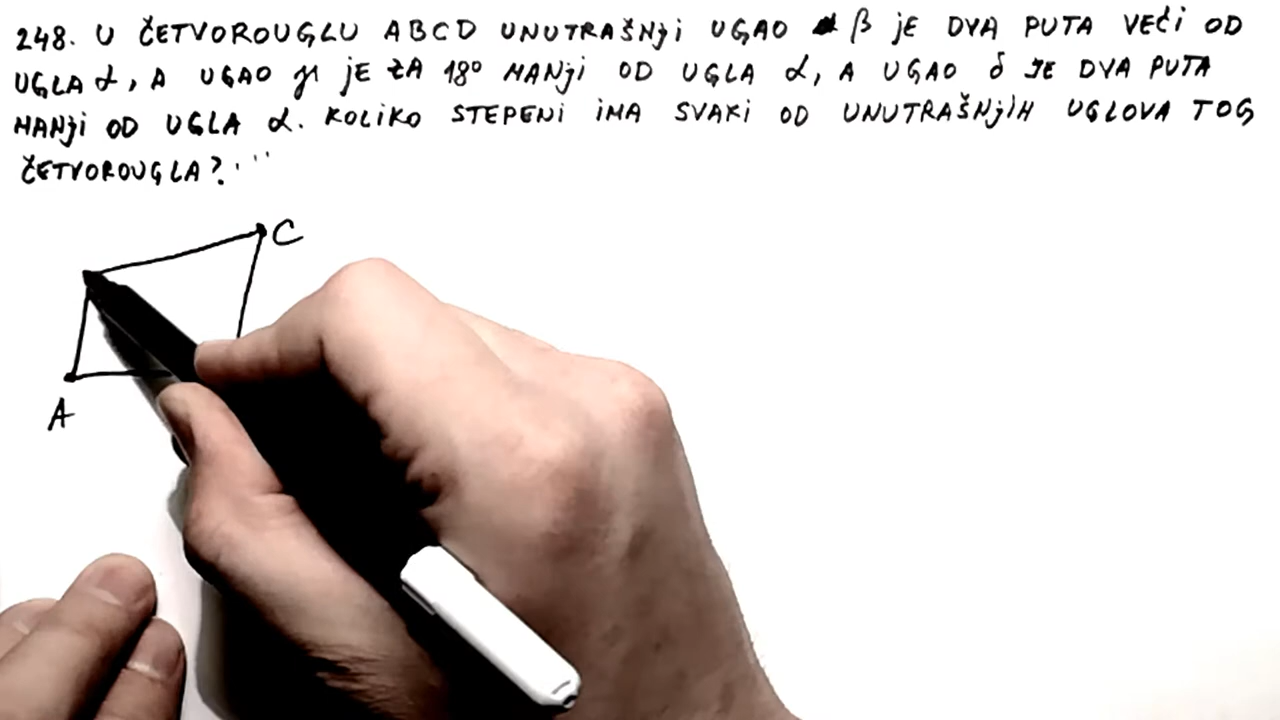 248. U ČETVOROUGLU ABCD UNUTRAŠNJI UGAO β JE DVA PUTA VEĆI OD
UGLA α, A UGAO γ JE ZA 18° MANJI OD UGLA α, A UGAO δ JE DVA PUTA
MANJI OD UGLA α. KOLIKO STEPENI IMA SVAKI OD UNUTRAŠNJIH UGLOVA TOG
ČETVOROUGLA?
C
A